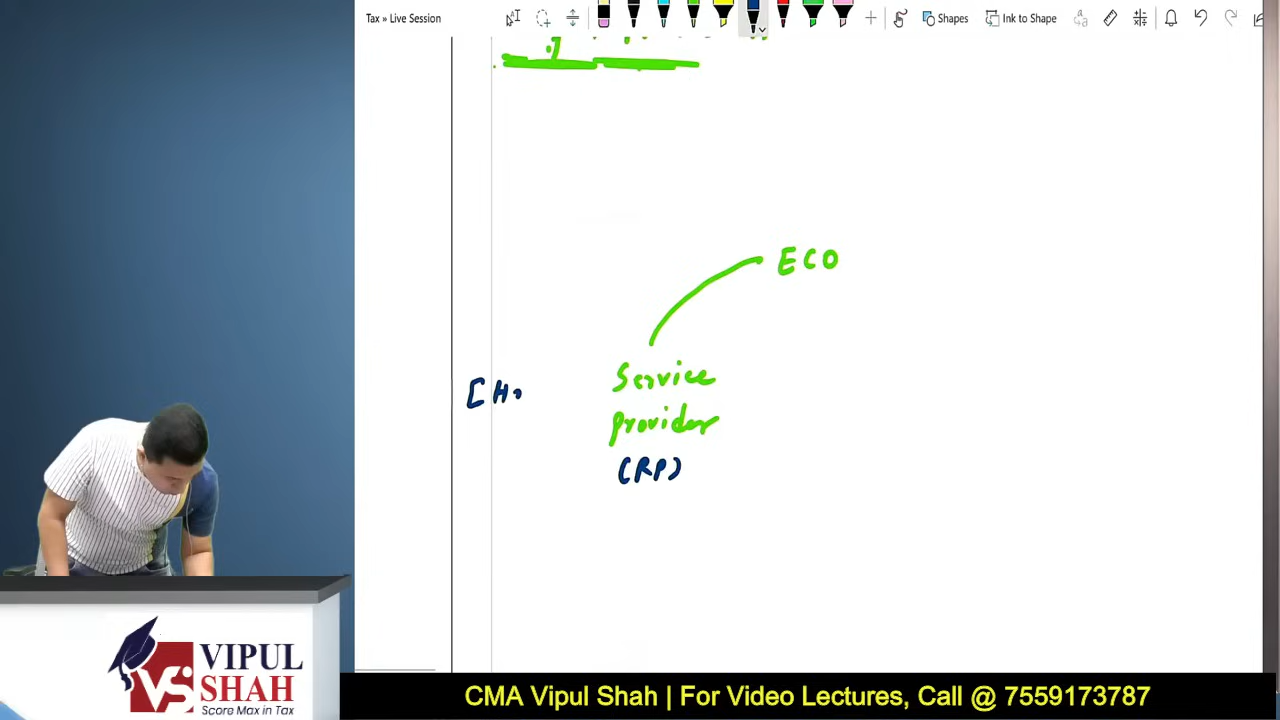 Tax » Live Session
Shapes
Ink to Shape
ECO
Service
provider
(RP)
VS
VIPUL
SHAH
Score Max in Tax
CMA Vipul Shah | For Video Lectures, Call @ 7559173787